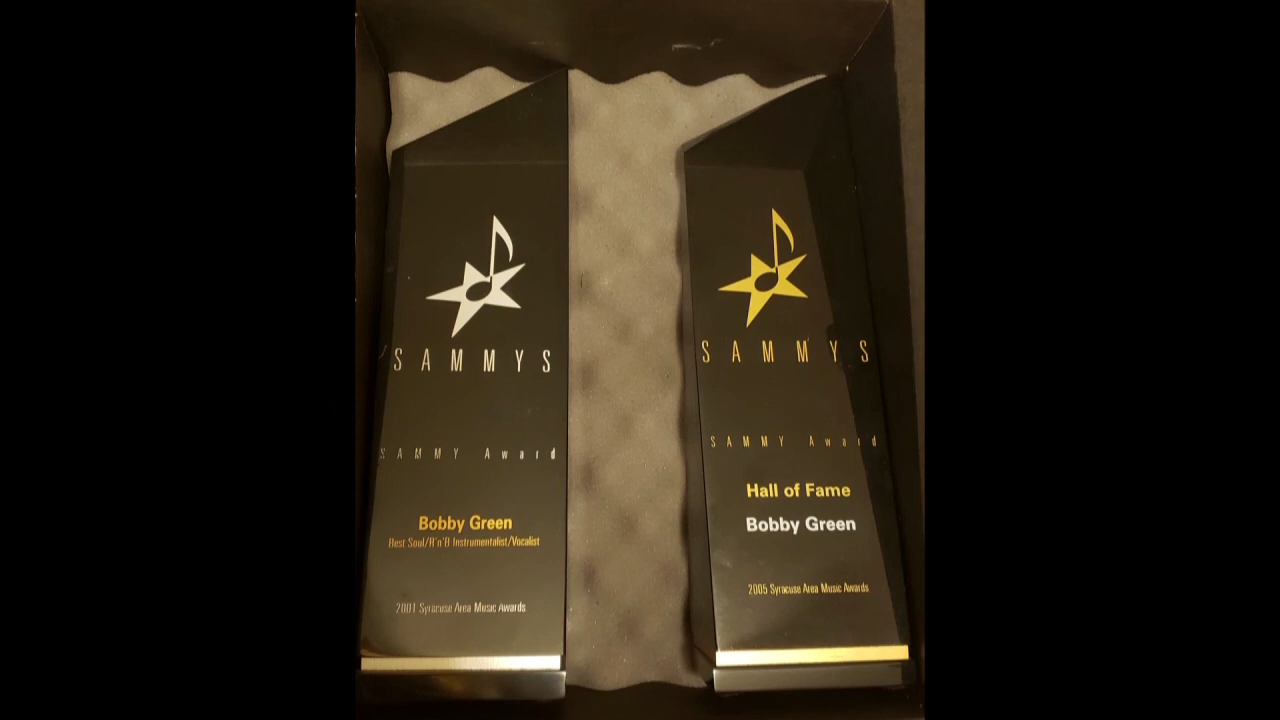 SAMMYS
SAMMY Award
Bobby Green
Best Soul/R'n'B Instrumentalist/Vocalist
2001 Syracuse Area Music Awards
SAMMYS
SAMMY Award
Hall of Fame
Bobby Green
2005 Syracuse Area Music Awards